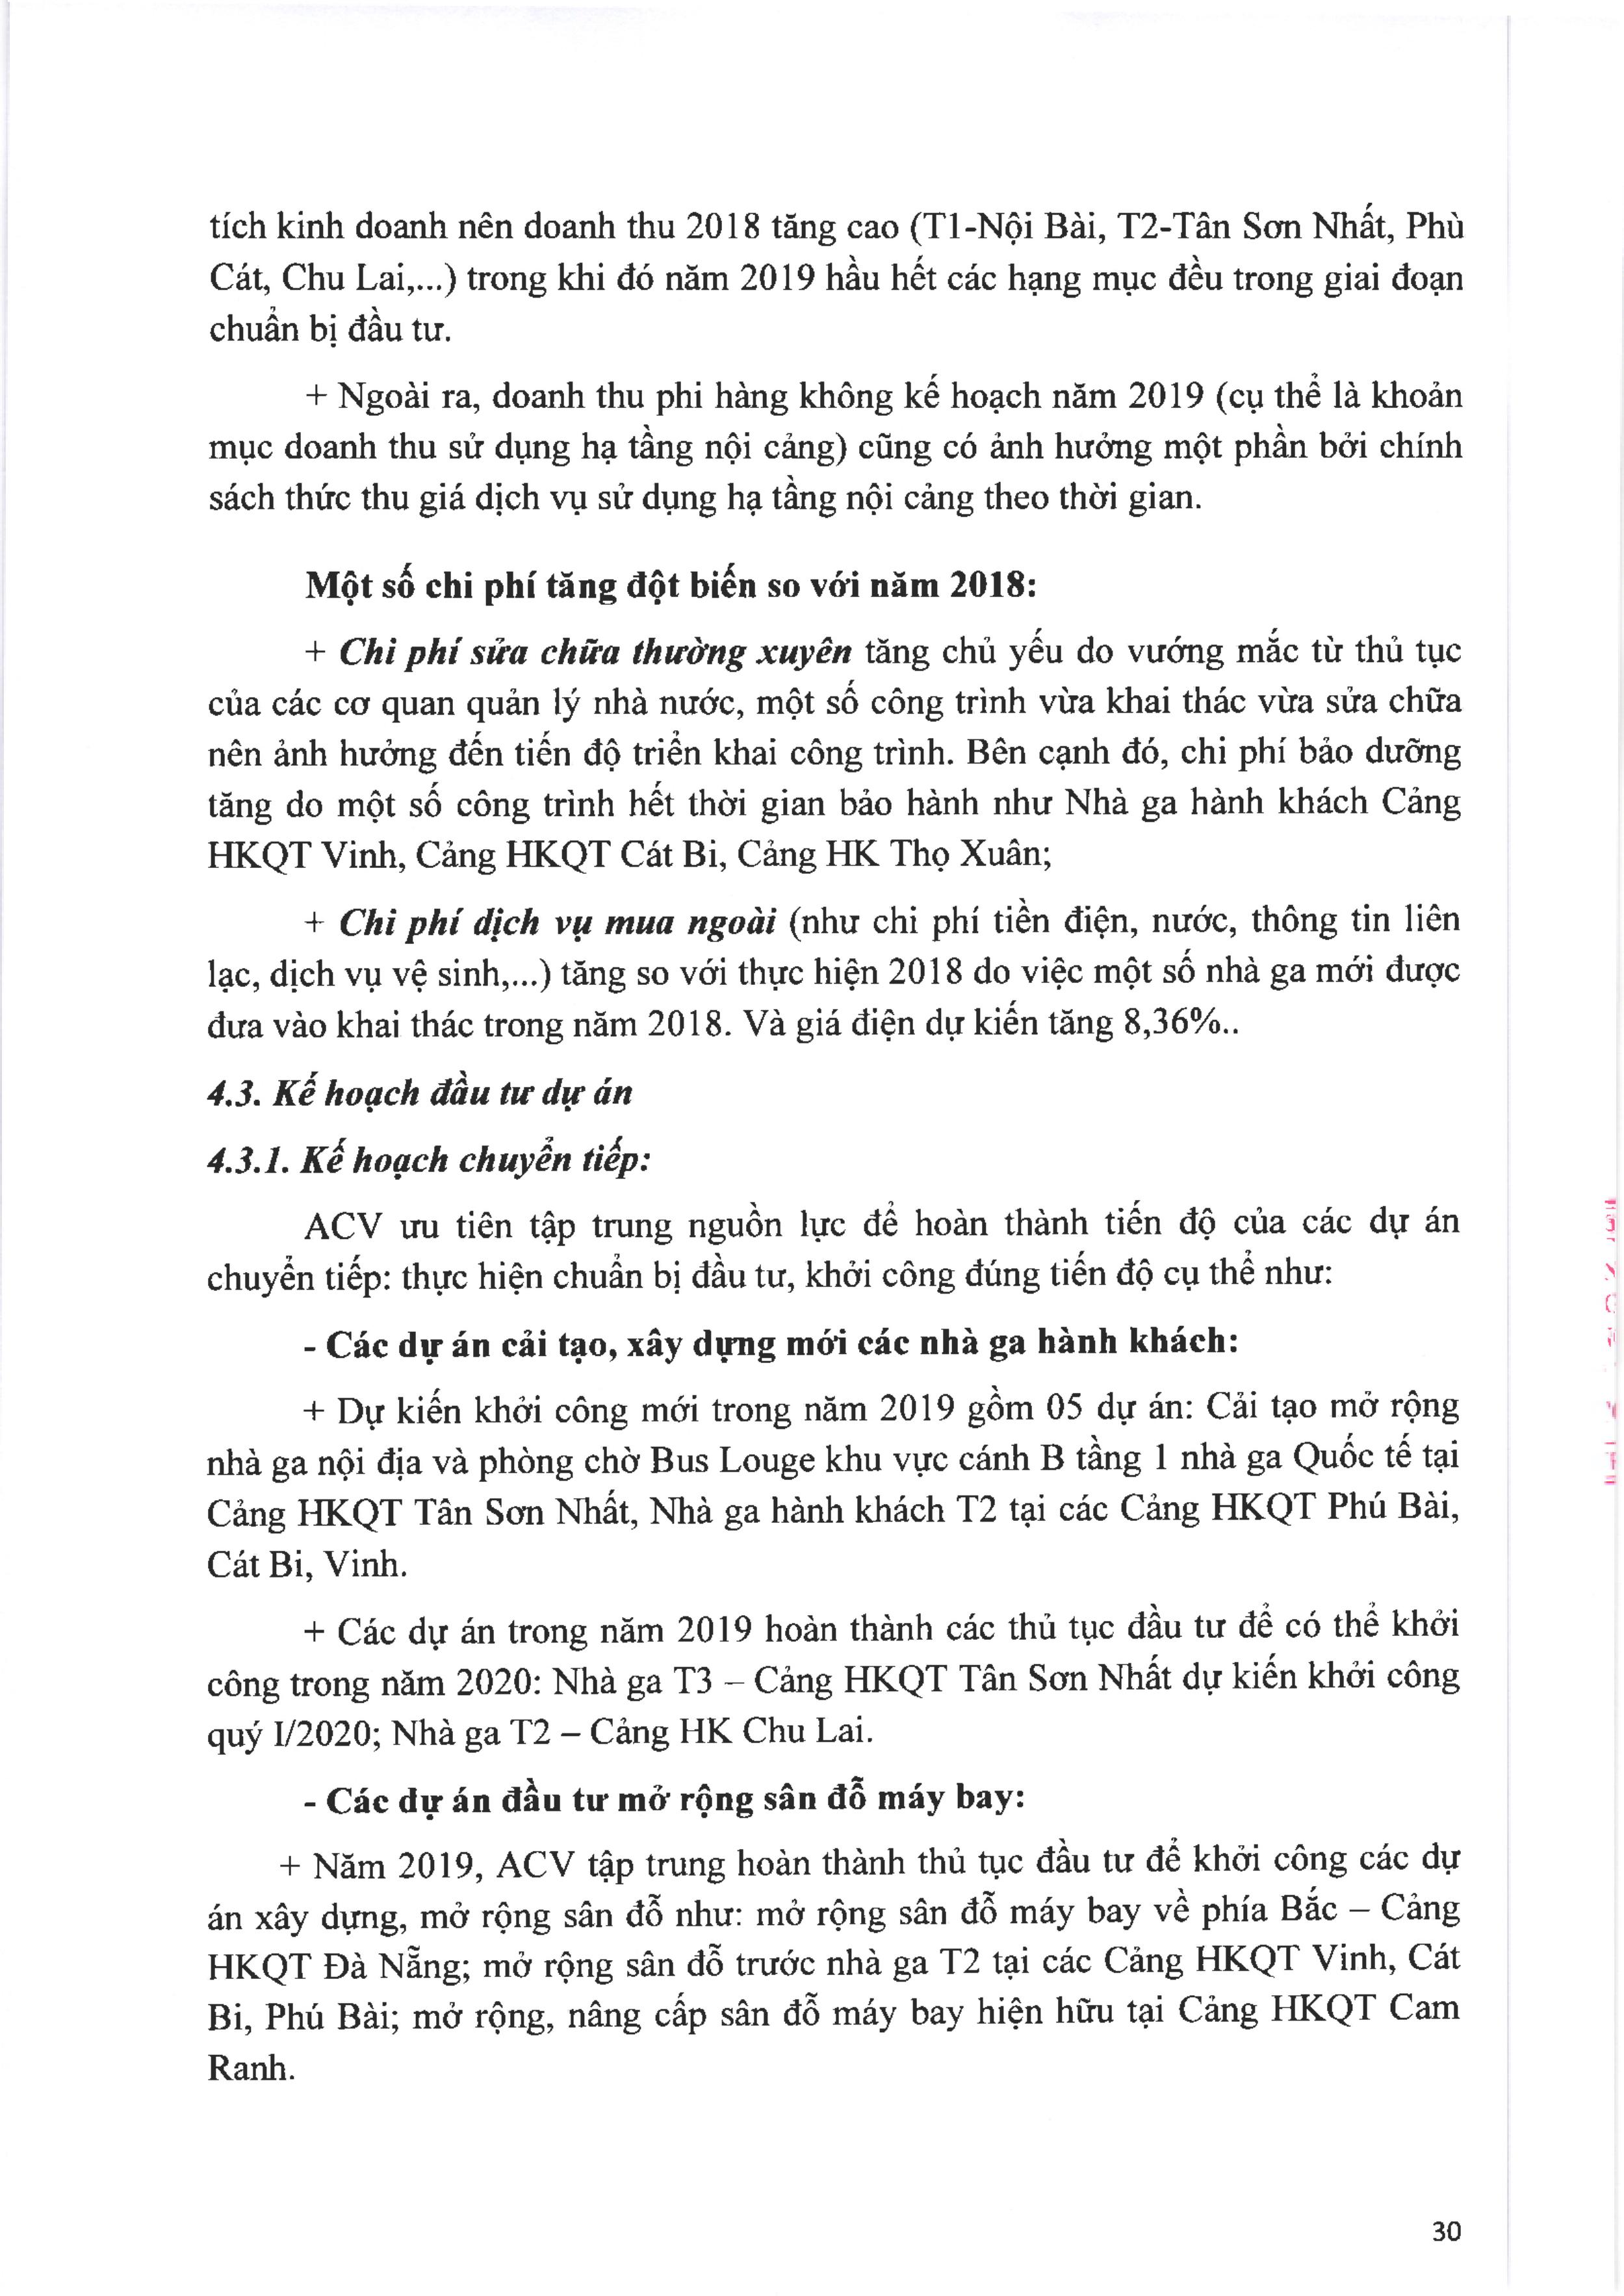 tích kinh doanh nên doanh thu 2018 tăng cao (T1-Nội Bài, T2-Tân Sơn Nhất, Phù
Cát, Chu Lai,...) trong khi đó năm 2019 hầu hết các hạng mục đều trong giai đoạn
chuẩn bị đầu tư.
+ Ngoài ra, doanh thu phi hàng không kế hoạch năm 2019 (cụ thể là khoản
mục doanh thu sử dụng hạ tầng nội cảng) cũng có ảnh hưởng một phần bởi chính
sách thức thu giá dịch vụ sử dụng hạ tầng nội cảng theo thời gian.
Một số chi phí tăng đột biến so với năm 2018:
+ Chi phí sửa chữa thường xuyên tăng chủ yếu do vướng mắc từ thủ tục
của các cơ quan quản lý nhà nước, một số công trình vừa khai thác vừa sửa chữa
nên ảnh hưởng đến tiến độ triển khai công trình. Bên cạnh đó, chi phí bảo dưỡng
tăng do một số công trình hết thời gian bảo hành như Nhà ga hành khách Cảng
HKQT Vinh, Cảng HKQT Cát Bi, Cảng HK Thọ Xuân;
+ Chi phí dịch vụ mua ngoài (như chi phí tiền điện, nước, thông tin liên
lạc, dịch vụ vệ sinh,...) tăng so với thực hiện 2018 do việc một số nhà ga mới được
đưa vào khai thác trong năm 2018. Và giá điện dự kiến tăng 8,36%..
4.3. Kế hoạch đầu tư dự án
4.3.1. Kế hoạch chuyển tiếp:
ACV ưu tiên tập trung nguồn lực để hoàn thành tiến độ của các dự án
chuyển tiếp: thực hiện chuẩn bị đầu tư, khởi công đúng tiến độ cụ thể như:
- Các dự án cải tạo, xây dựng mới các nhà ga hành khách:
+ Dự kiến khởi công mới trong năm 2019 gồm 05 dự án: Cải tạo mở rộng
nhà ga nội địa và phòng chờ Bus Louge khu vực cánh B tầng 1 nhà ga Quốc tế tại
Cảng HKQT Tân Sơn Nhất, Nhà ga hành khách T2 tại các Cảng HKQT Phú Bài,
Cát Bi, Vinh.
+ Các dự án trong năm 2019 hoàn thành các thủ tục đầu tư để có thể khởi
công trong năm 2020: Nhà ga T3 – Cảng HKQT Tân Sơn Nhất dự kiến khởi công
quý I/2020; Nhà ga T2 – Cảng HK Chu Lai.
- Các dự án đầu tư mở rộng sân đỗ máy bay:
+ Năm 2019, ACV tập trung hoàn thành thủ tục đầu tư để khởi công các dự
án xây dựng, mở rộng sân đỗ như: mở rộng sân đỗ máy bay về phía Bắc – Cảng
HKQT Đà Nẵng; mở rộng sân đỗ trước nhà ga T2 tại các Cảng HKQT Vinh, Cát
Bi, Phú Bài; mở rộng, nâng cấp sân đỗ máy bay hiện hữu tại Cảng HKQT Cam
Ranh.
30